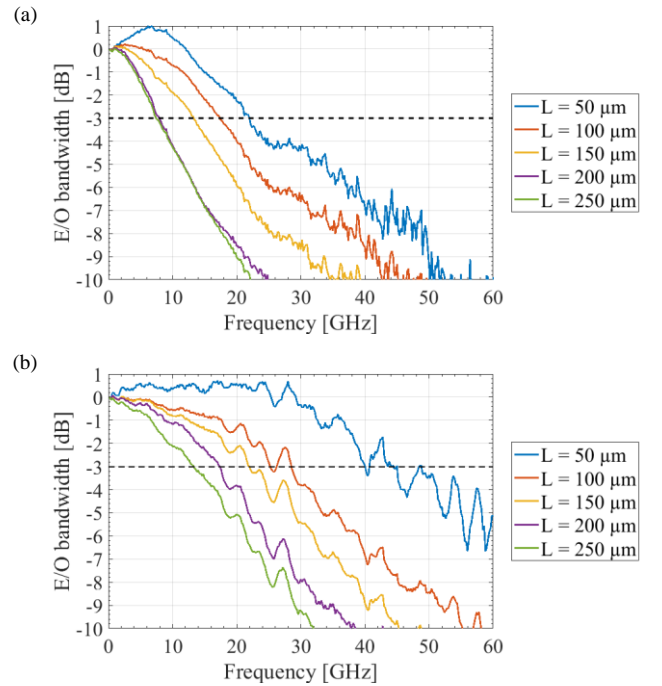 (a)
1
0
-1
-2
-3
-4
-5
-6
-7
-8
-9
-10
E/O bandwidth [dB]
0 10 20 30 40 50 60
Frequency [GHz]
L = 50 µm
L = 100 µm
L = 150 µm
L = 200 µm
L = 250 µm
(b)
1
0
-1
-2
-3
-4
-5
-6
-7
-8
-9
-10
E/O bandwidth [dB]
0 10 20 30 40 50 60
Frequency [GHz]
L = 50 µm
L = 100 µm
L = 150 µm
L = 200 µm
L = 250 µm